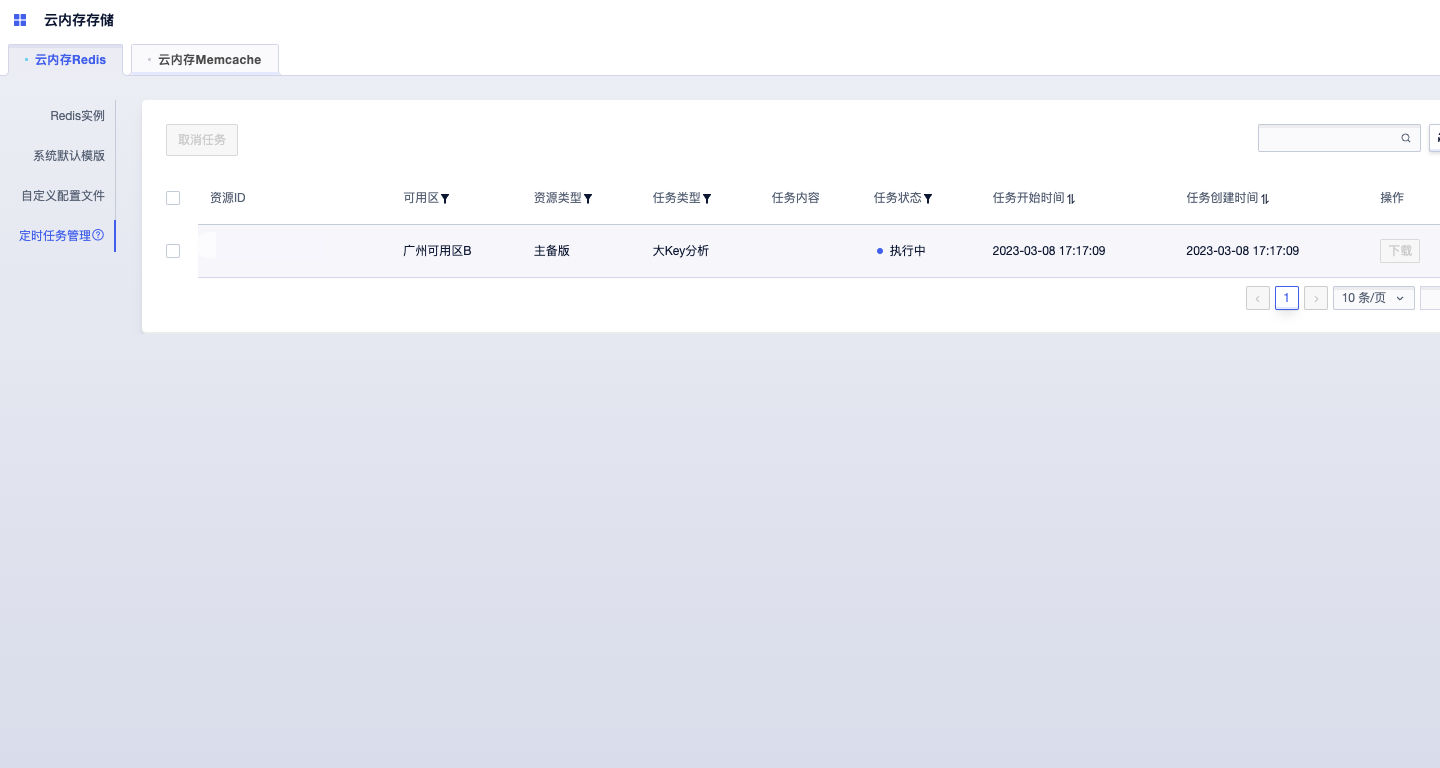 云内存存储
云内存Redis
云内存Memcache
Redis实例
系统默认模版
自定义配置文件
定时任务管理
取消任务
资源ID 可用区 资源类型 任务类型 任务内容 任务状态 任务开始时间 任务创建时间 操作
广州可用区B 主备版 大Key分析 执行中 2023-03-08 17:17:09 2023-03-08 17:17:09 下载
1 10 条/页